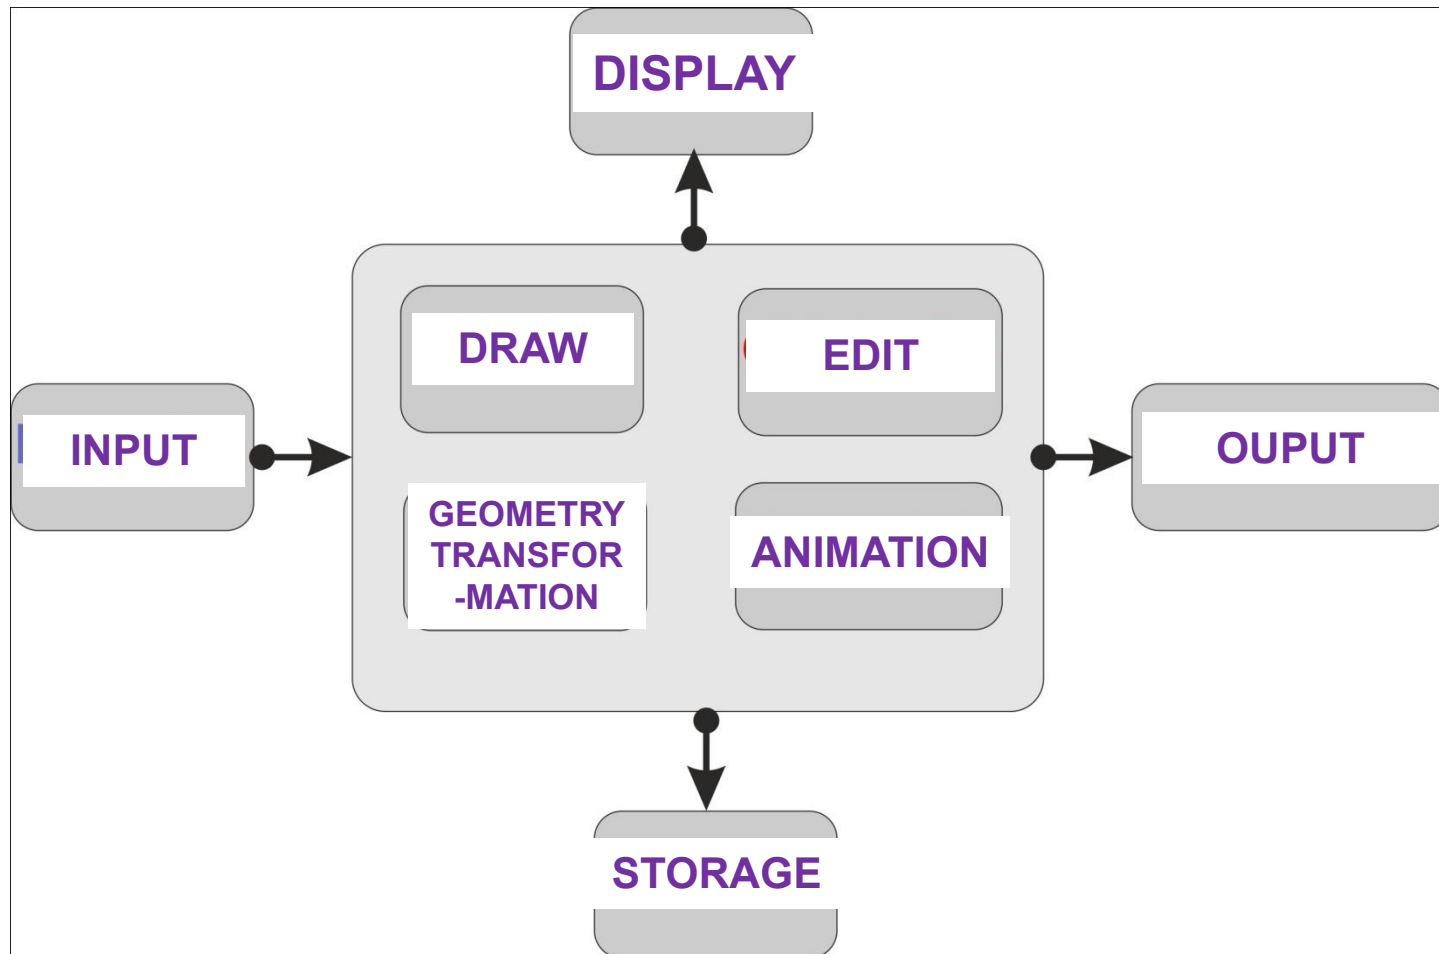 DISPLAY
DRAW
EDIT
INPUT
OUPUT
GEOMETRY
TRANSFOR
-MATION
ANIMATION
STORAGE